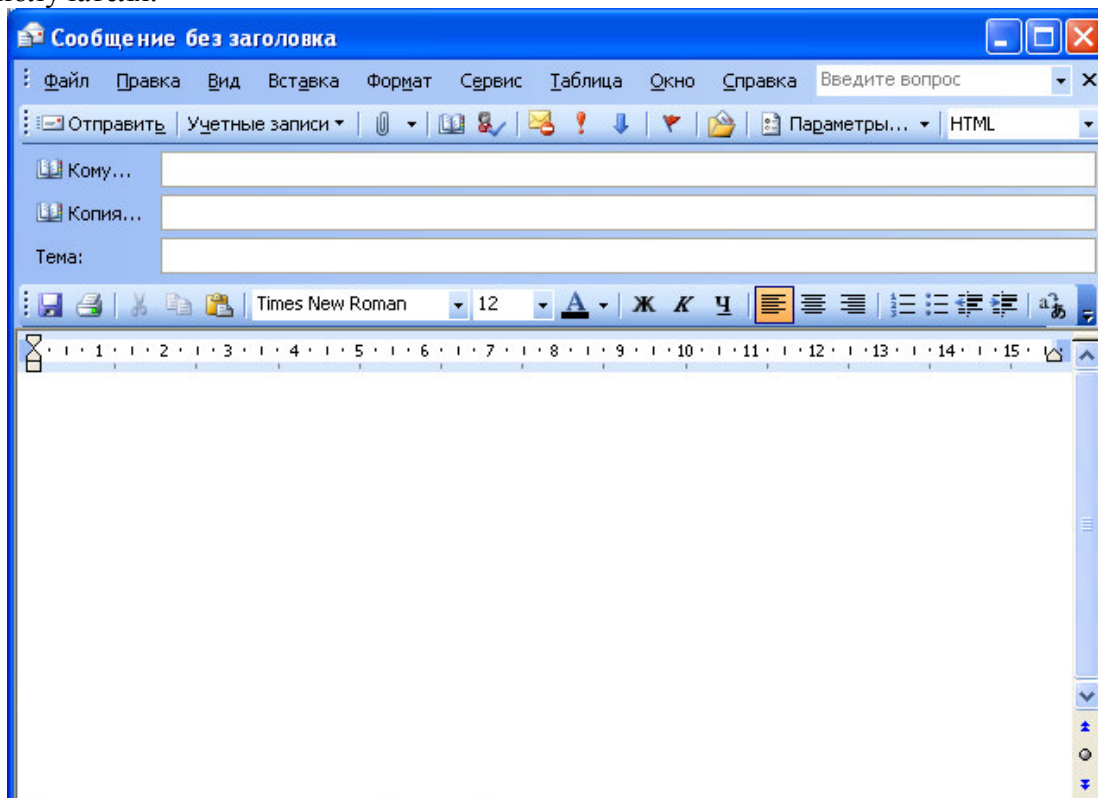 Сообщение без заголовка
Файл Правка Вид Вставка Формат Сервис Таблица Окно Справка Введите вопрос
Отправить Учетные записи Параметры... HTML
Кому...
Копия...
Тема:
Times New Roman 12 А Ж К Ч
1 2 3 4 5 6 7 8 9 10 11 12 13 14 15